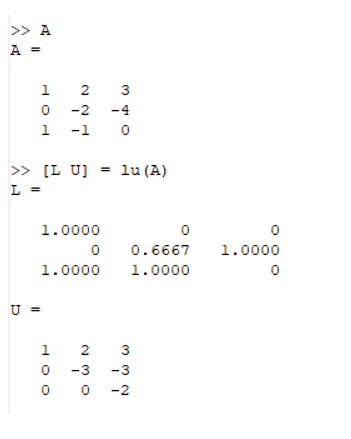 >> A
A =
1 2 3
0 -2 -4
1 -1 0
>> [L U] = lu(A)
L =
1.0000 0 0
0 0.6667 1.0000
1.0000 1.0000 0
U =
1 2 3
0 -3 -3
0 0 -2